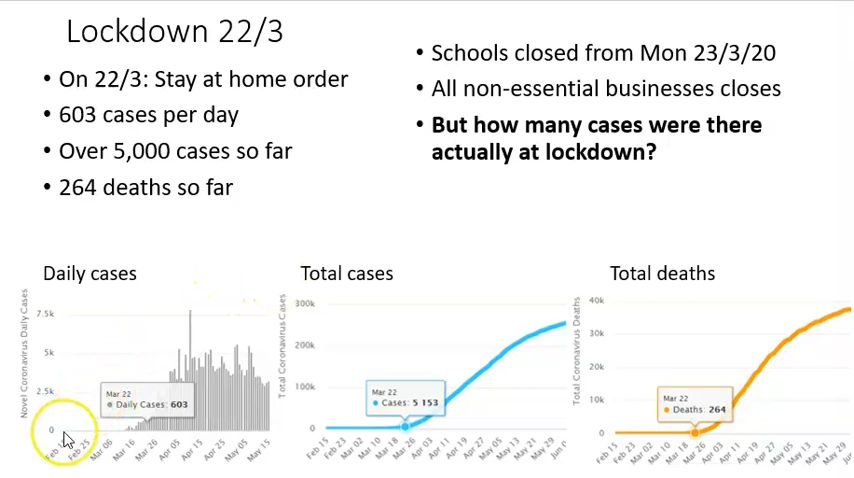 Lockdown 22/3
• On 22/3: Stay at home order
• 603 cases per day
• Over 5,000 cases so far
• 264 deaths so far
• Schools closed from Mon 23/3/20
• All non-essential businesses closes
• But how many cases were there
actually at lockdown?
Daily cases
Novel Coronavirus Daily Cases
7.5k
5k
2.5k
0
Mar 22
Daily Cases: 603
Feb
Feb 25
Mar 06
Mar 16
Mar 26
Apr 05
Apr 15
Apr 25
May 05
May 15
Total cases
Total Coronavirus Cases
300k
200k
100k
0
Mar 22
Cases: 5 153
Feb 15
Feb 23
Mar 02
Mar 10
Mar 18
Mar 26
Apr 03
Apr 11
Apr 19
Apr 27
May 05
May 13
May 21
May 29
Jun
Total deaths
Total Coronavirus Deaths
40k
30k
20k
10k
0
Mar 22
Deaths: 264
Feb 15
Feb 23
Mar 02
Mar 10
Mar 18
Mar 26
Apr 03
Apr 11
Apr 19
Apr 27
May 05
May 13
May 21
May 29